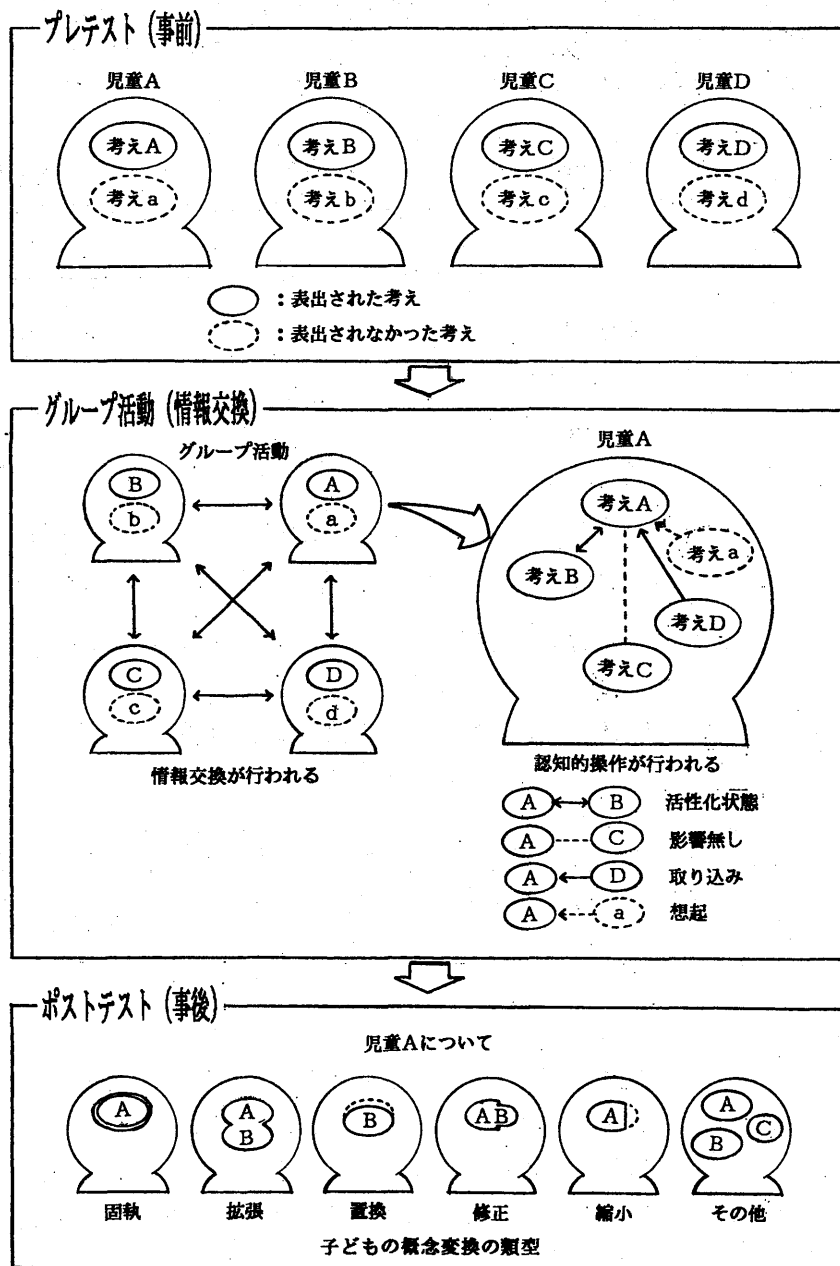 プレテスト (事前)
児童A 児童B 児童C 児童D
考えA 考えB 考えC 考えD
考えa 考えb 考えc 考えd
：表出された考え
：表出されなかった考え
グループ活動 (情報交換)
グループ活動
B A
b a
C D
c d
情報交換が行われる
児童A
考えA
考えa
考えB
考えD
考えC
認知的操作が行われる
A B 活性化状態
A C 影響無し
A D 取り込み
A a 想起
ポストテスト (事後)
児童Aについて
A A B AB A A
B B C
固執 拡張 置換 修正 縮小 その他
子どもの概念変換の類型